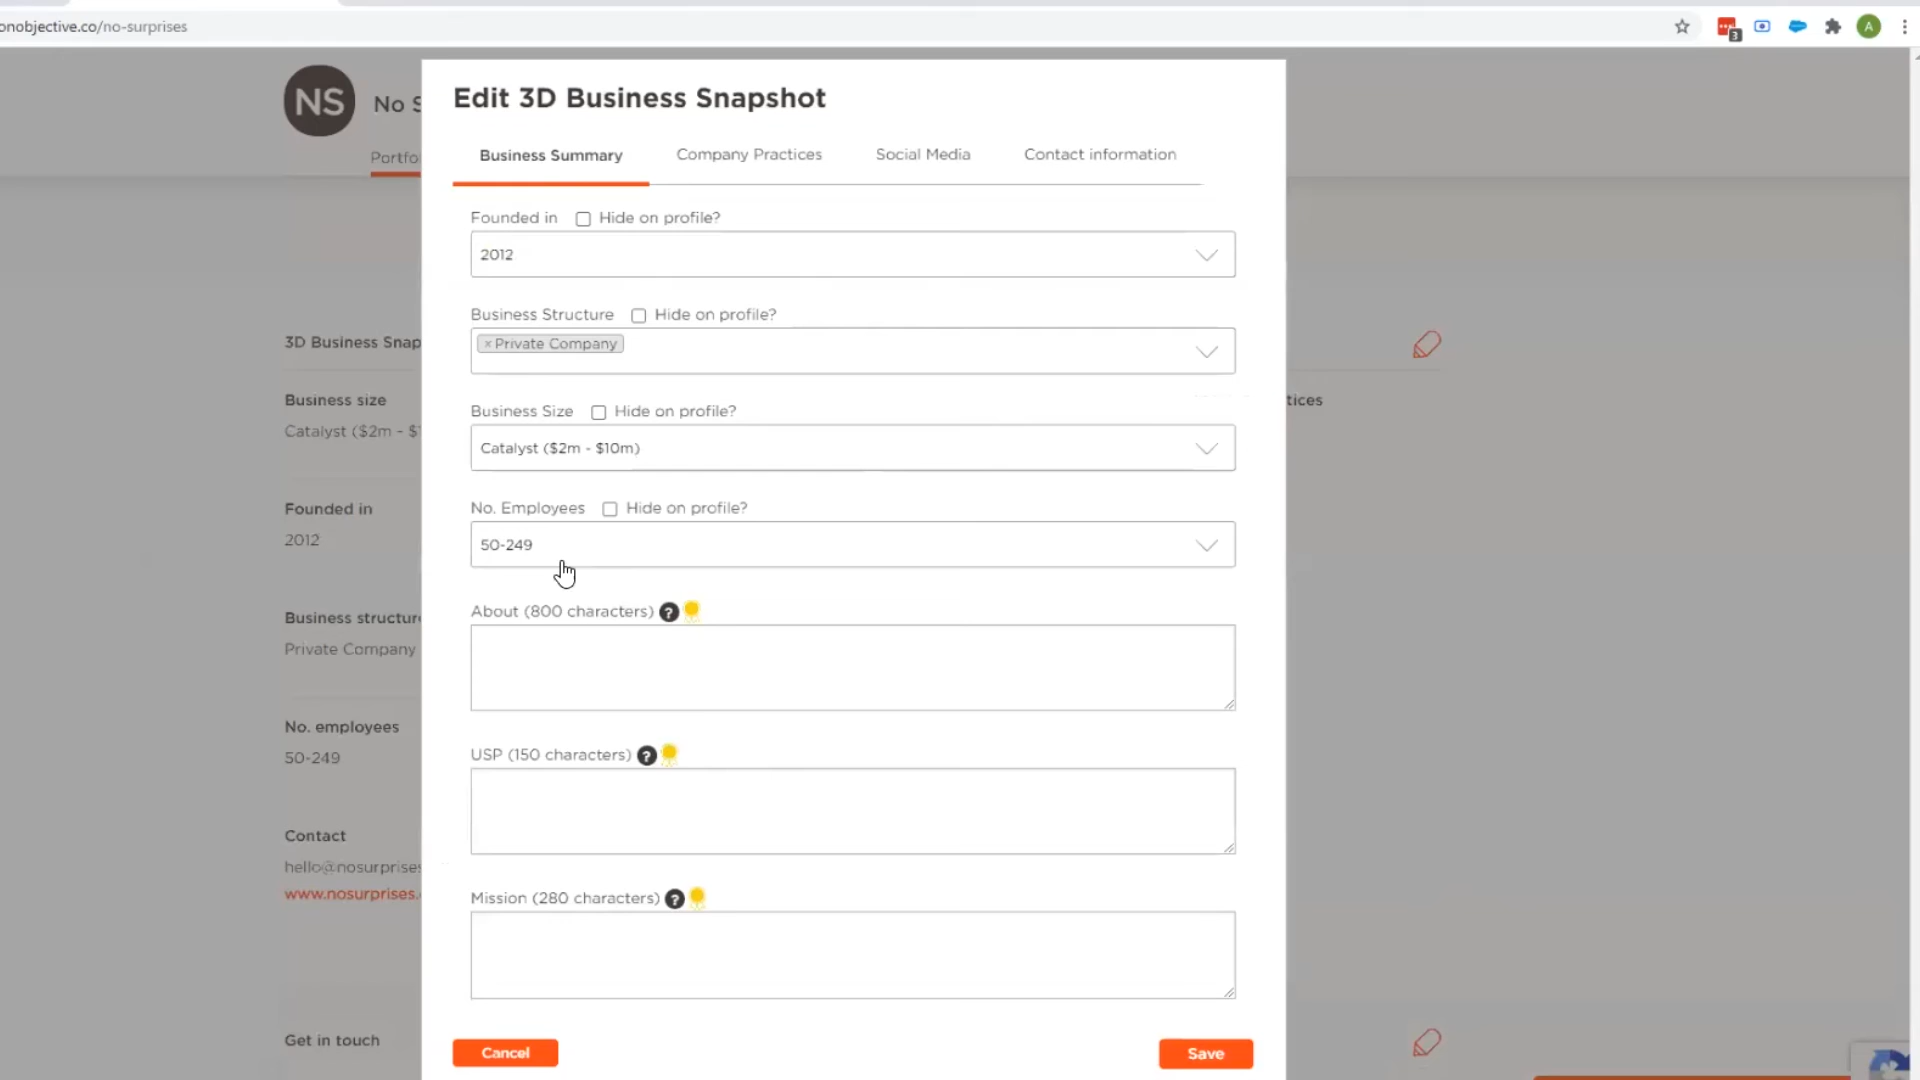 onobjective.co/no-surprises
3
A
NS
No S
Portfo
Edit 3D Business Snapshot
Business Summary
Company Practices
Social Media
Contact information
Founded in
Hide on profile?
2012
Business Structure
Hide on profile?
×Private Company
Business Size
Hide on profile?
Catalyst ($2m - $10m)
No. Employees
Hide on profile?
50-249
About (800 characters) ?
USP (150 characters) ?
Mission (280 characters) ?
Cancel
Save
3D Business Snap
Business size
Catalyst ($2m - $
Founded in
2012
Business structure
Private Company
No. employees
50-249
Contact
hello@nosurprises
www.nosurprises.
Get in touch
tices